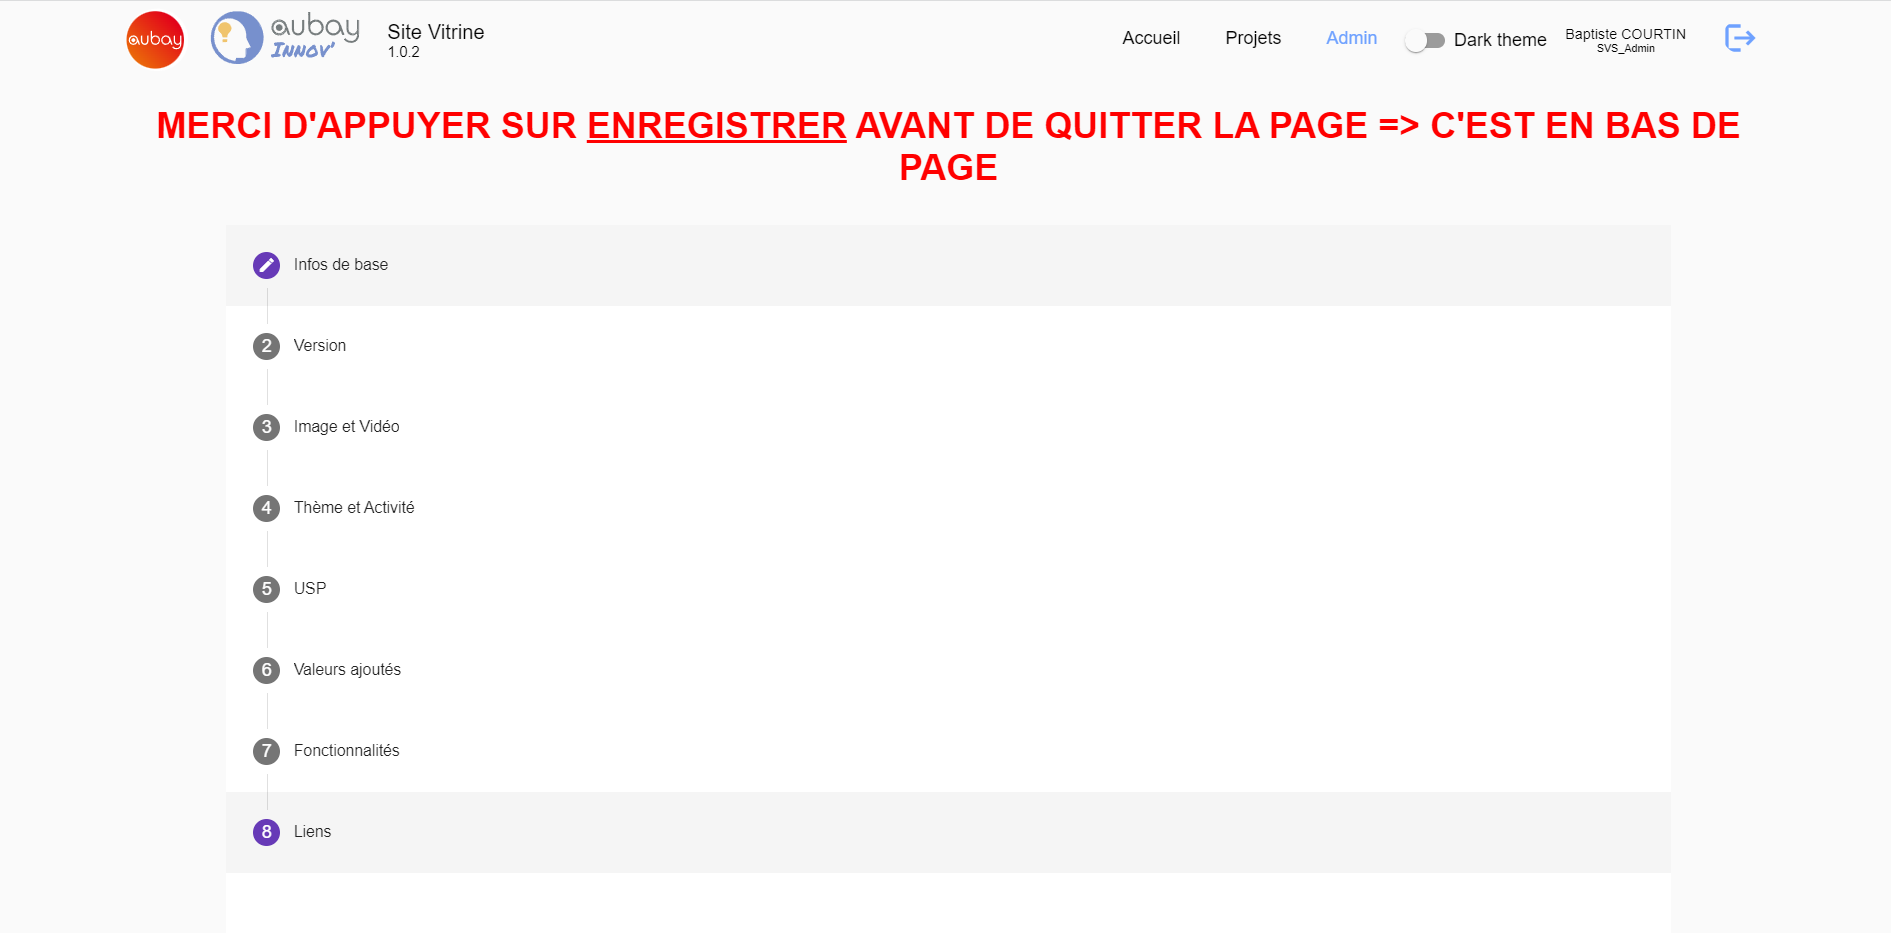 aubay
aubay
INNOV'
Site Vitrine
1.0.2
Accueil
Projets
Admin
Dark theme
Baptiste COURTIN
SVS_Admin
MERCI D'APPUYER SUR ENREGISTRER AVANT DE QUITTER LA PAGE => C'EST EN BAS DE
PAGE
Infos de base
2 Version
3 Image et Vidéo
4 Thème et Activité
5 USP
6 Valeurs ajoutés
7 Fonctionnalités
8 Liens